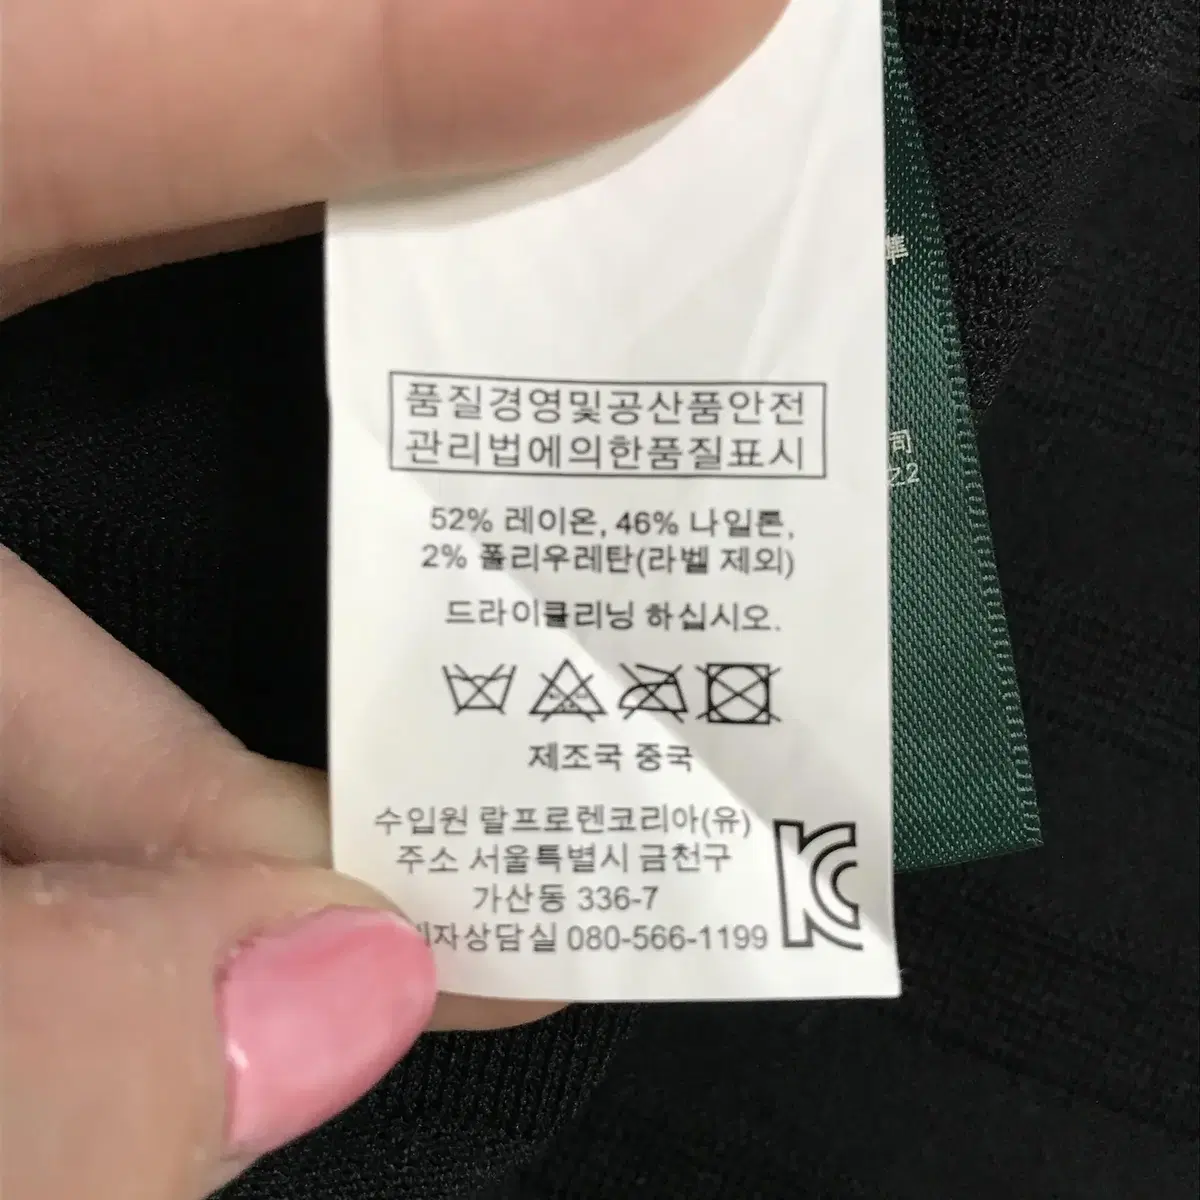 품질경영및공산품안전
관리법에의한품질표시
52% 레이온, 46% 나일론,
2% 폴리우레탄(라벨 제외)
드라이클리닝 하십시오.
제조국 중국
수입원 랄프로렌코리아(유)
주소 서울특별시 금천구
가산동 336-7
자상담실 080-566-1199
華
司
2.2